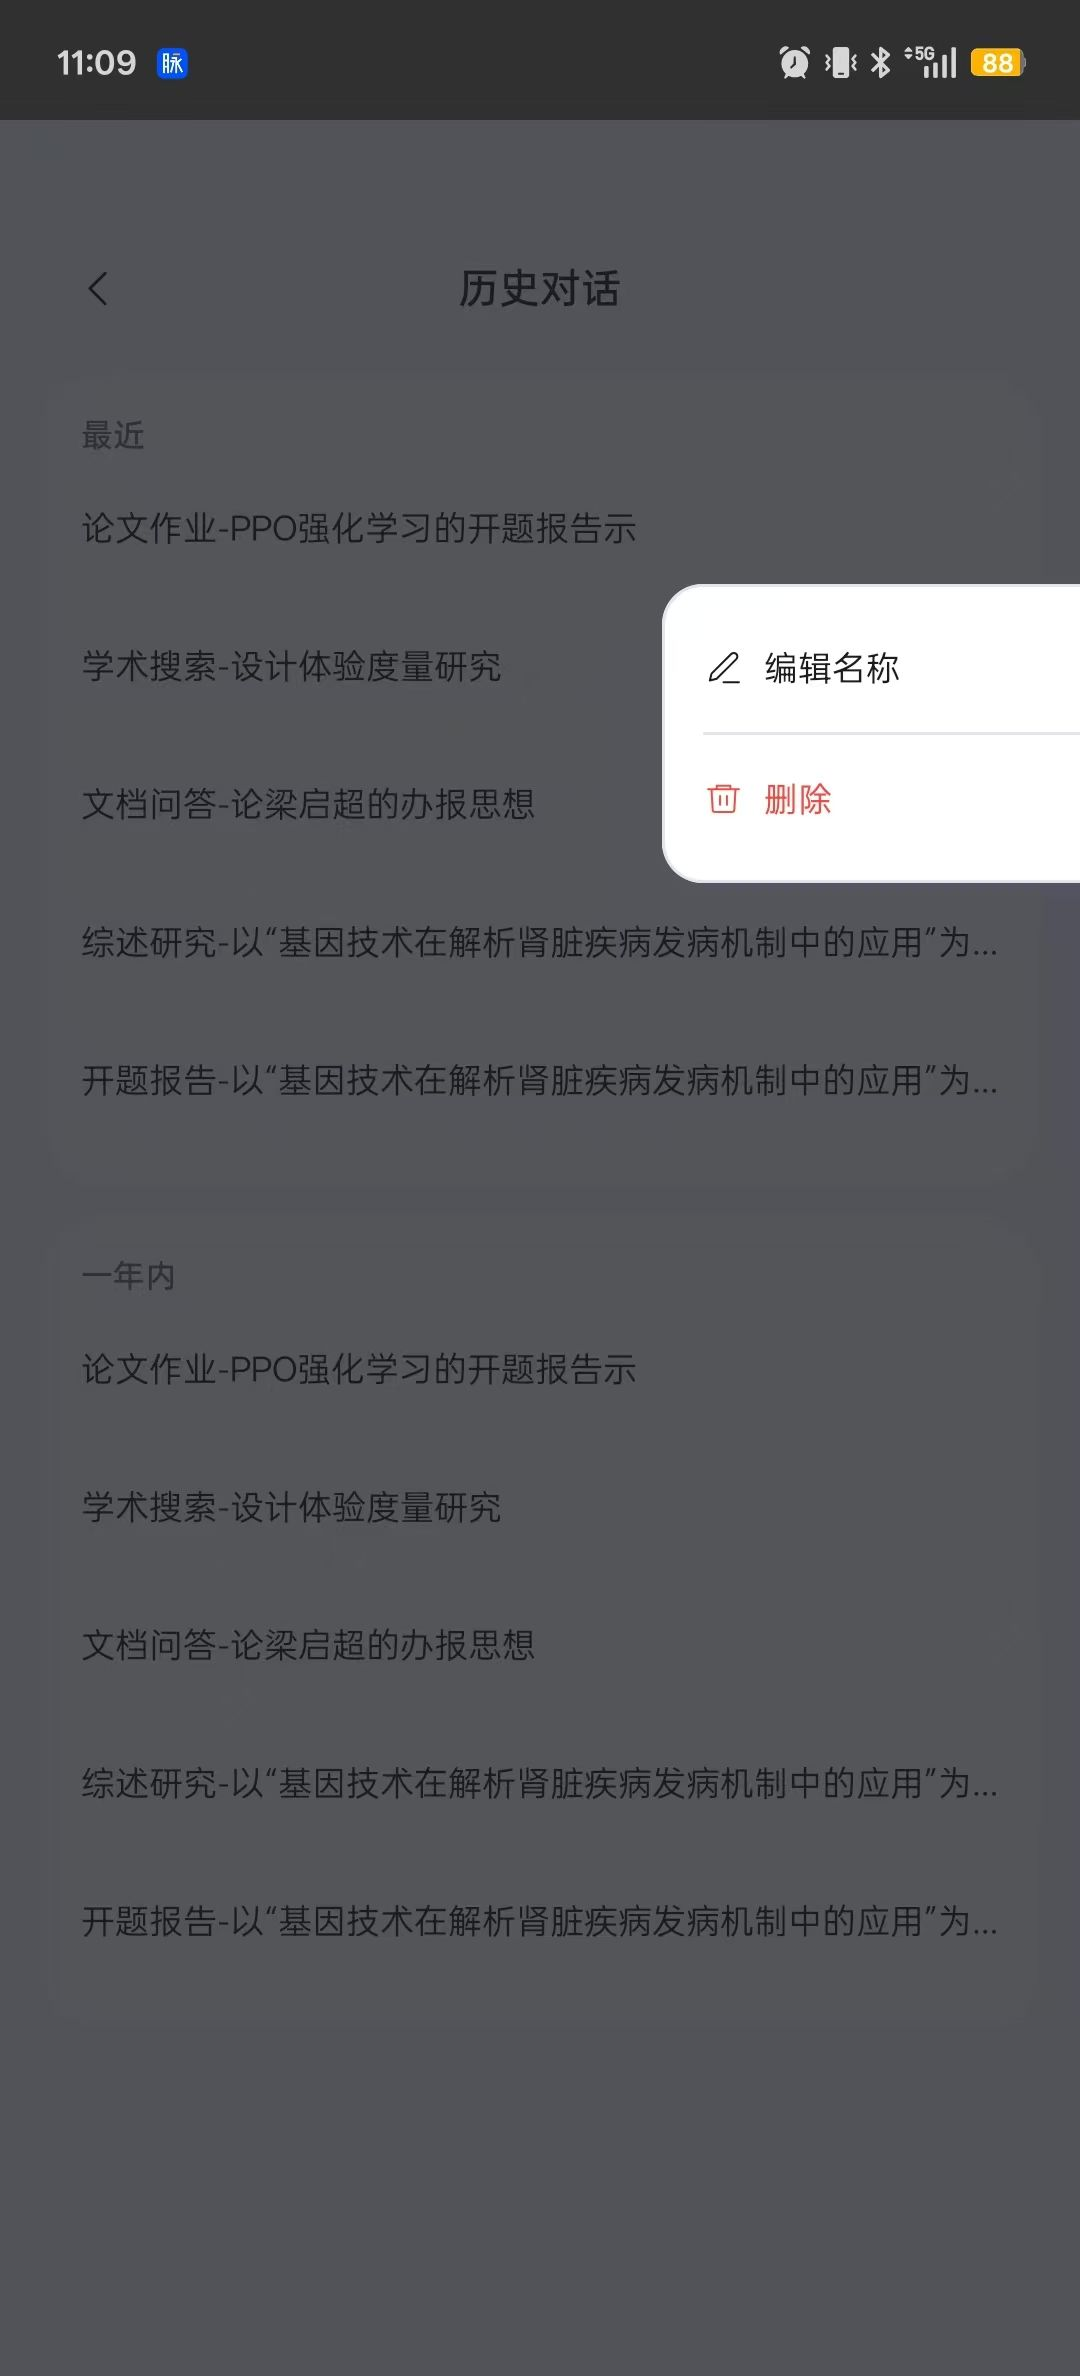 11:09 脉 5G 88
历史对话
最近
论文作业-PPO强化学习的开题报告示
学术搜索-设计体验度量研究
编辑名称
文档问答-论梁启超的办报思想
删除
综述研究-以“基因技术在解析肾脏疾病发病机制中的应用”为...
开题报告-以“基因技术在解析肾脏疾病发病机制中的应用”为...
一年内
论文作业-PPO强化学习的开题报告示
学术搜索-设计体验度量研究
文档问答-论梁启超的办报思想
综述研究-以“基因技术在解析肾脏疾病发病机制中的应用”为...
开题报告-以“基因技术在解析肾脏疾病发病机制中的应用”为...